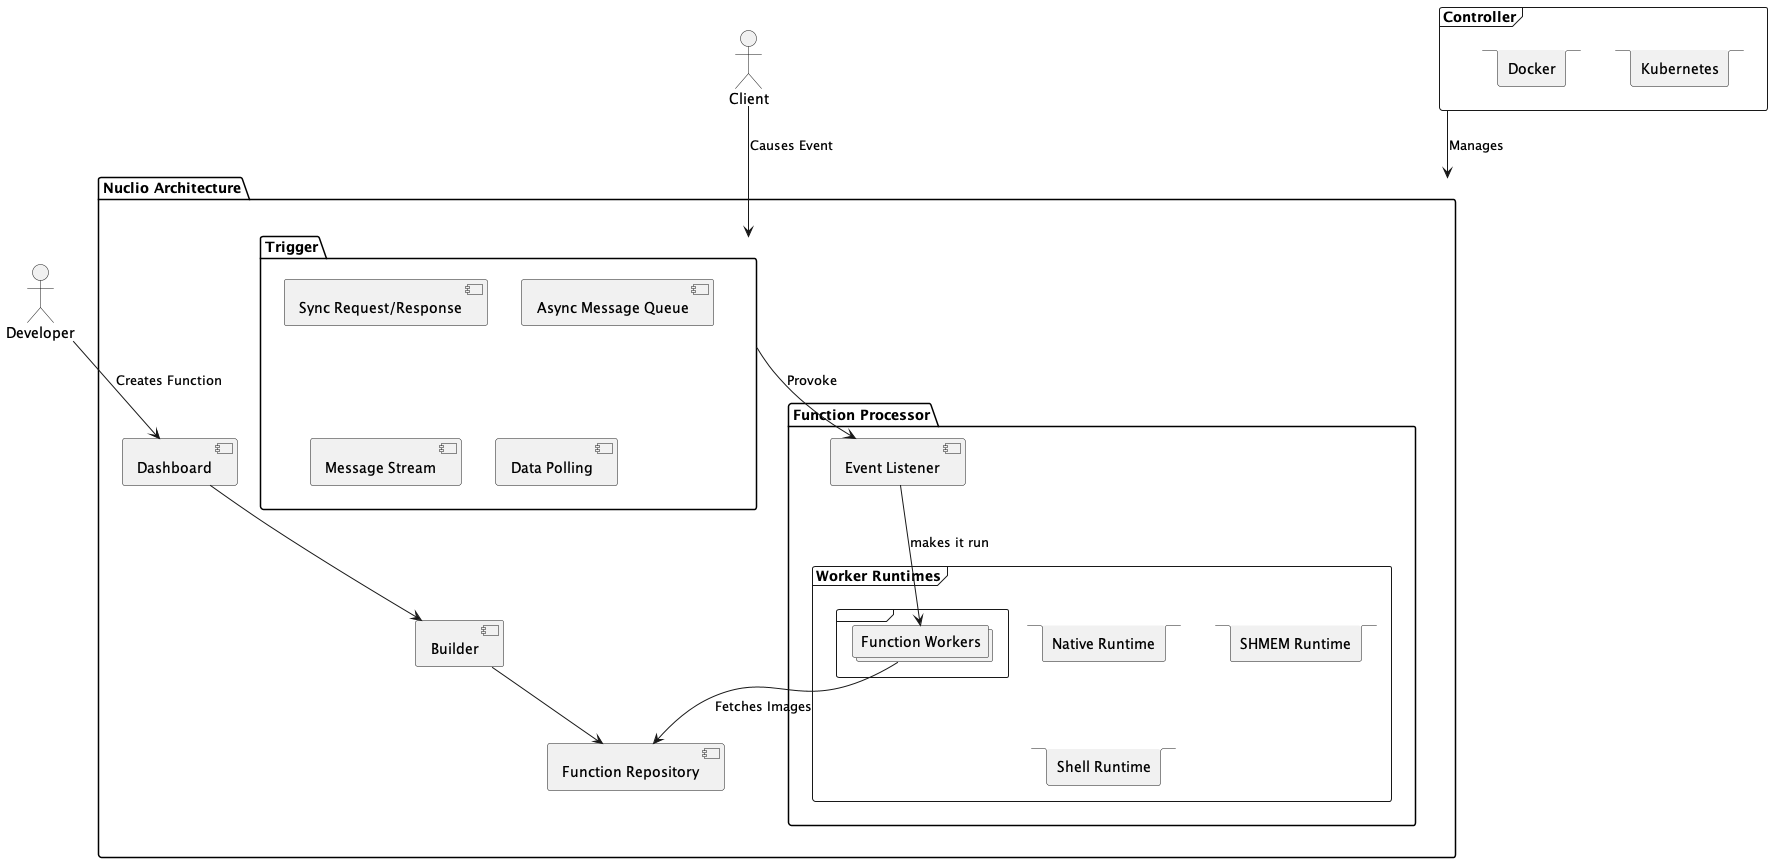 Controller
Docker
Kubernetes
Client
Causes Event
Manages
Nuclio Architecture
Trigger
Sync Request/Response
Async Message Queue
Developer
Creates Function
Provoke
Function Processor
Dashboard
Message Stream
Data Polling
Event Listener
makes it run
Worker Runtimes
Builder
Function Workers
Native Runtime
SHMEM Runtime
Fetches Images
Function Repository
Shell Runtime